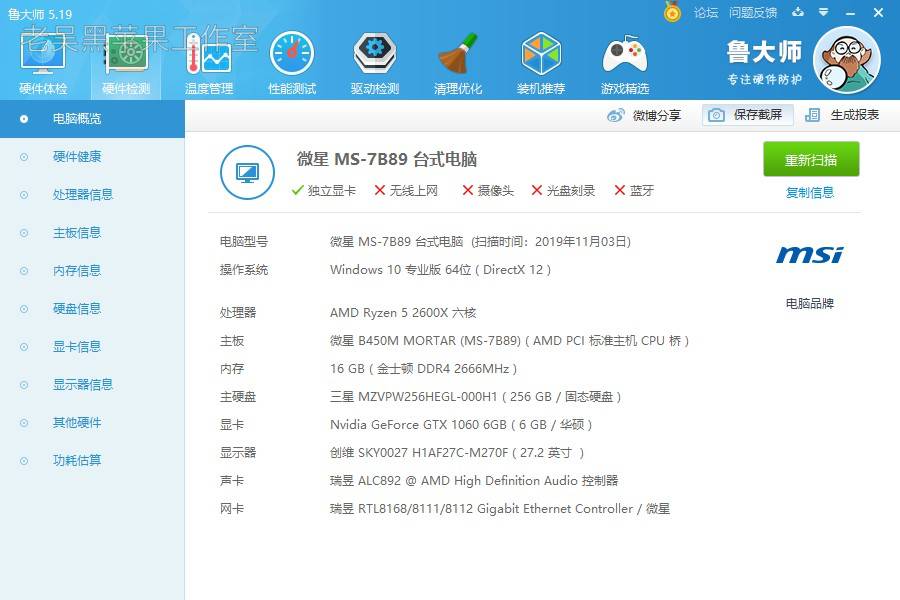 鲁大师 5.19
论坛 问题反馈
老吴黑苹果工作室
硬件体检 硬件检测 温度管理 性能测试 驱动检测 清理优化 装机推荐 游戏精选
鲁大师
专注硬件防护
微博分享 保存截屏 生成报表
电脑概览
硬件健康
处理器信息
主板信息
内存信息
硬盘信息
显卡信息
显示器信息
其他硬件
功耗估算
微星 MS-7B89 台式电脑
独立显卡 无线上网 摄像头 光盘刻录 蓝牙
重新扫描
复制信息
电脑型号 微星 MS-7B89 台式电脑 (扫描时间：2019年11月03日)
操作系统 Windows 10 专业版 64位 ( DirectX 12 )
处理器 AMD Ryzen 5 2600X 六核
主板 微星 B450M MORTAR (MS-7B89) ( AMD PCI 标准主机 CPU 桥 )
内存 16 GB ( 金士顿 DDR4 2666MHz )
主硬盘 三星 MZVPW256HEGL-000H1 ( 256 GB / 固态硬盘 )
显卡 Nvidia GeForce GTX 1060 6GB ( 6 GB / 华硕 )
显示器 创维 SKY0027 H1AF27C-M270F ( 27.2 英寸 )
声卡 瑞昱 ALC892 @ AMD High Definition Audio 控制器
网卡 瑞昱 RTL8168/8111/8112 Gigabit Ethernet Controller / 微星
msi
电脑品牌